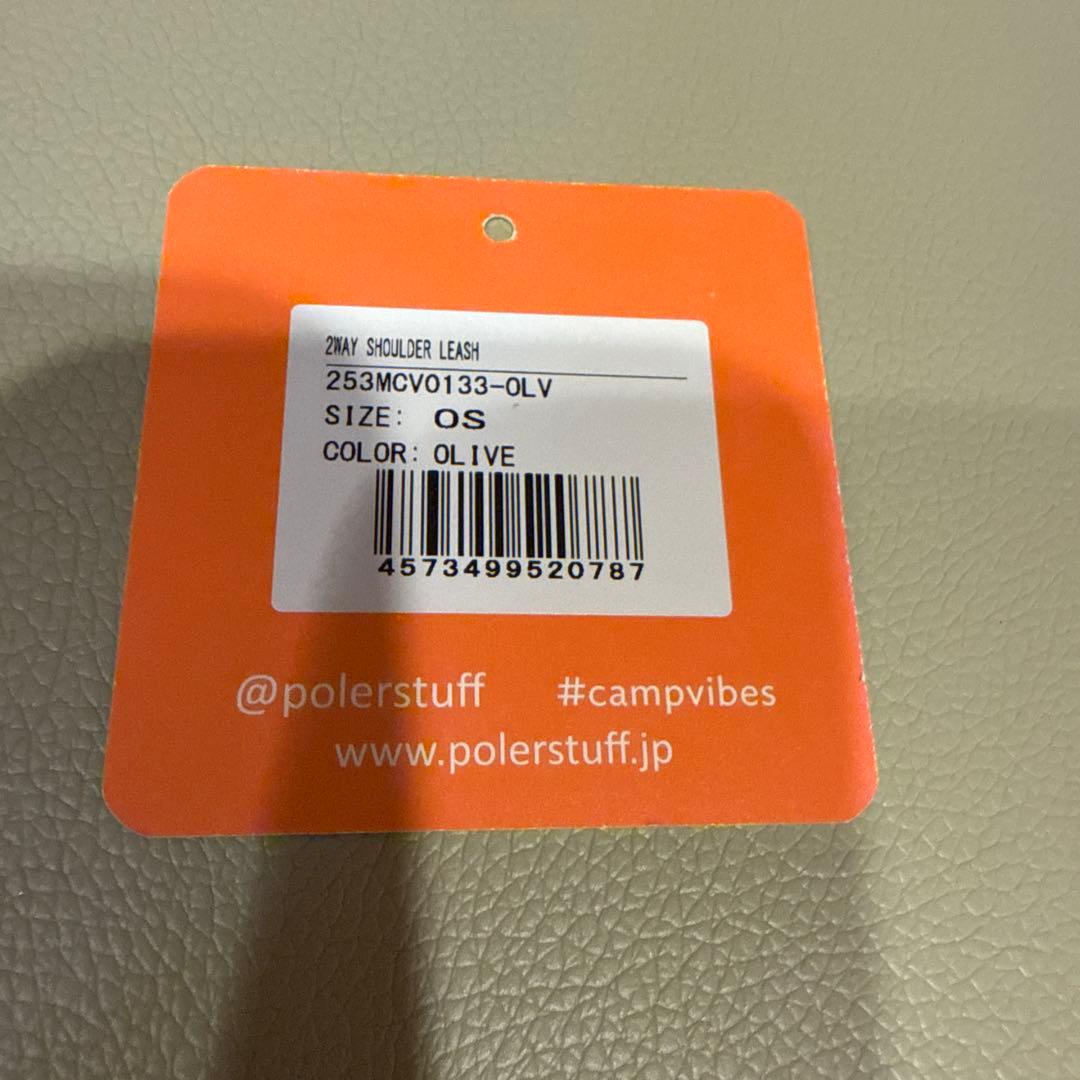 2WAY SHOULDER LEASH
253MCV0133-OLV
SIZE: OS
COLOR: OLIVE
4573499520787
@polerstuff #campvibes
www.polerstuff.jp